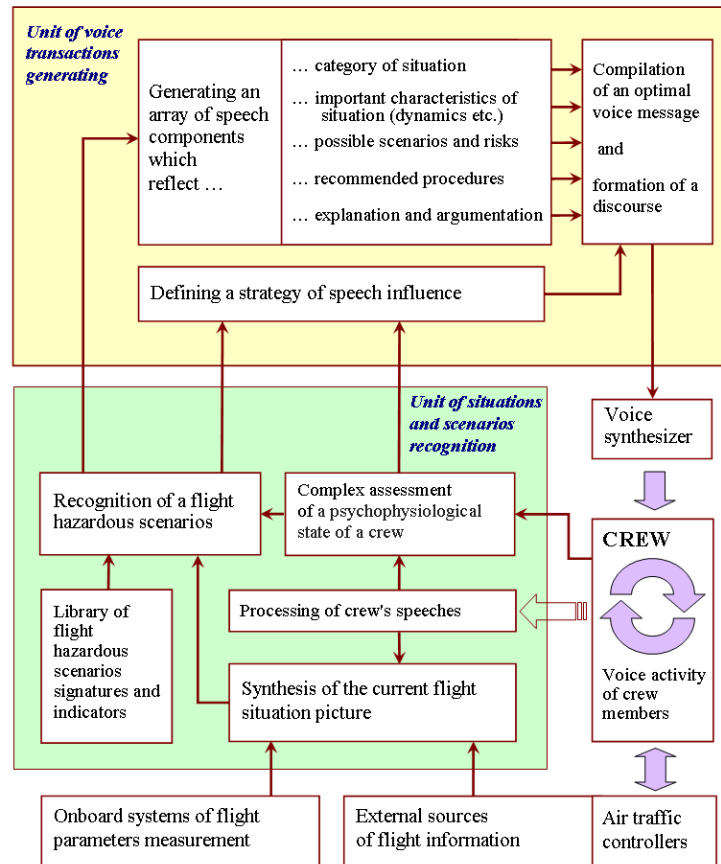 Unit of voice
transactions
generating
Generating an
array of speech
components
which
reflect ...
... category of situation
... important characteristics of
situation (dynamics etc.)
... possible scenarios and risks
... recommended procedures
... explanation and argumentation
Compilation
of an optimal
voice message
and
formation of a
discourse
Defining a strategy of speech influence
Unit of situations
and scenarios
recognition
Voice
synthesizer
Recognition of a flight
hazardous scenarios
Complex assessment
of a psychophysiological
state of a crew
CREW
Voice activity
of crew
members
Library of
flight
hazardous
scenarios
signatures and
indicators
Processing of crew's speeches
Synthesis of the current flight
situation picture
Onboard systems of flight
parameters measurement
External sources
of flight information
Air traffic
controllers